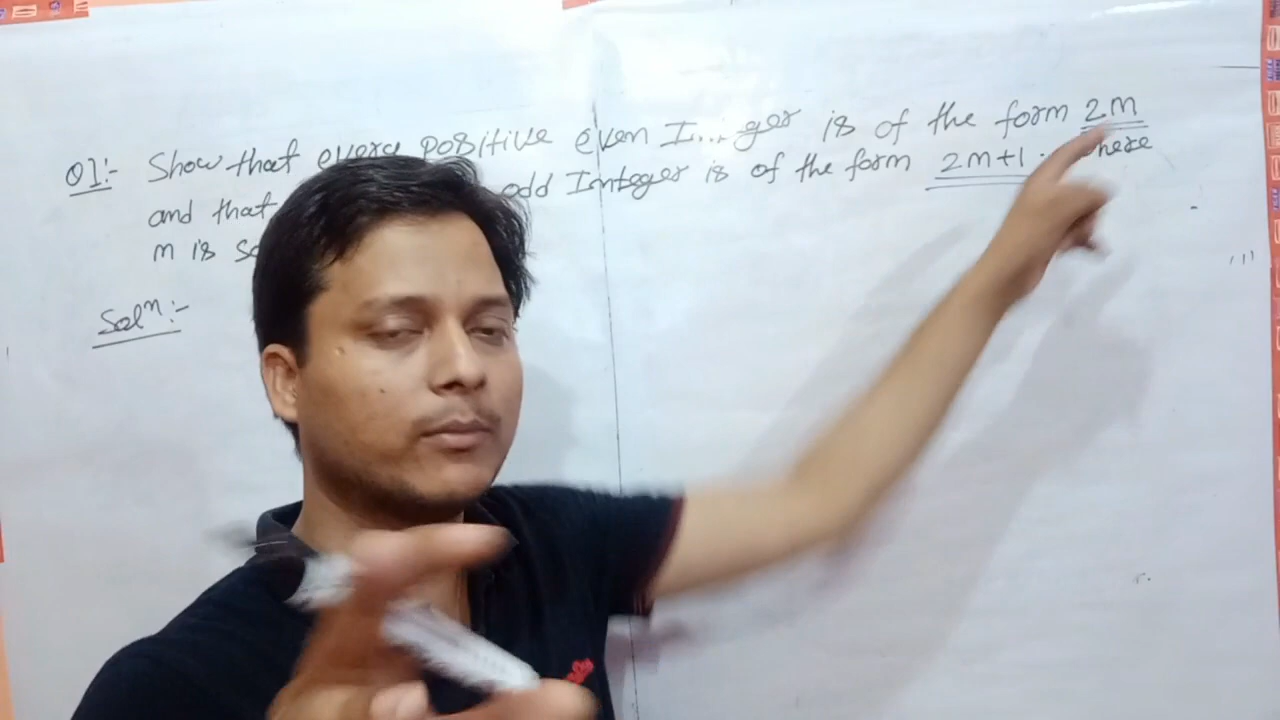 Q1:- Show that every positive even I...ger is of the form 2m
and that odd Integer is of the form 2m+1. where
m is
Solⁿ:-